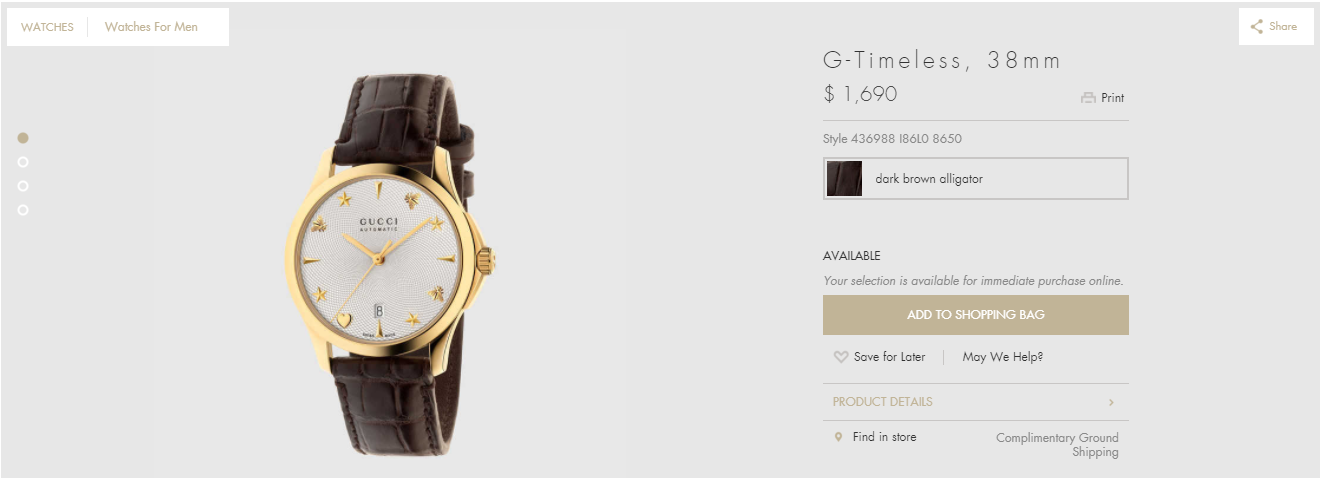 WATCHES
Watches For Men
Share
G-Timeless, 38mm
$ 1,690
Print
Style 436988 I86L0 8650
dark brown alligator
GUCCI
AUTOMATIC
8
AVAILABLE
Your selection is available for immediate purchase online.
ADD TO SHOPPING BAG
Save for Later
May We Help?
PRODUCT DETAILS
Find in store
Complimentary Ground
Shipping